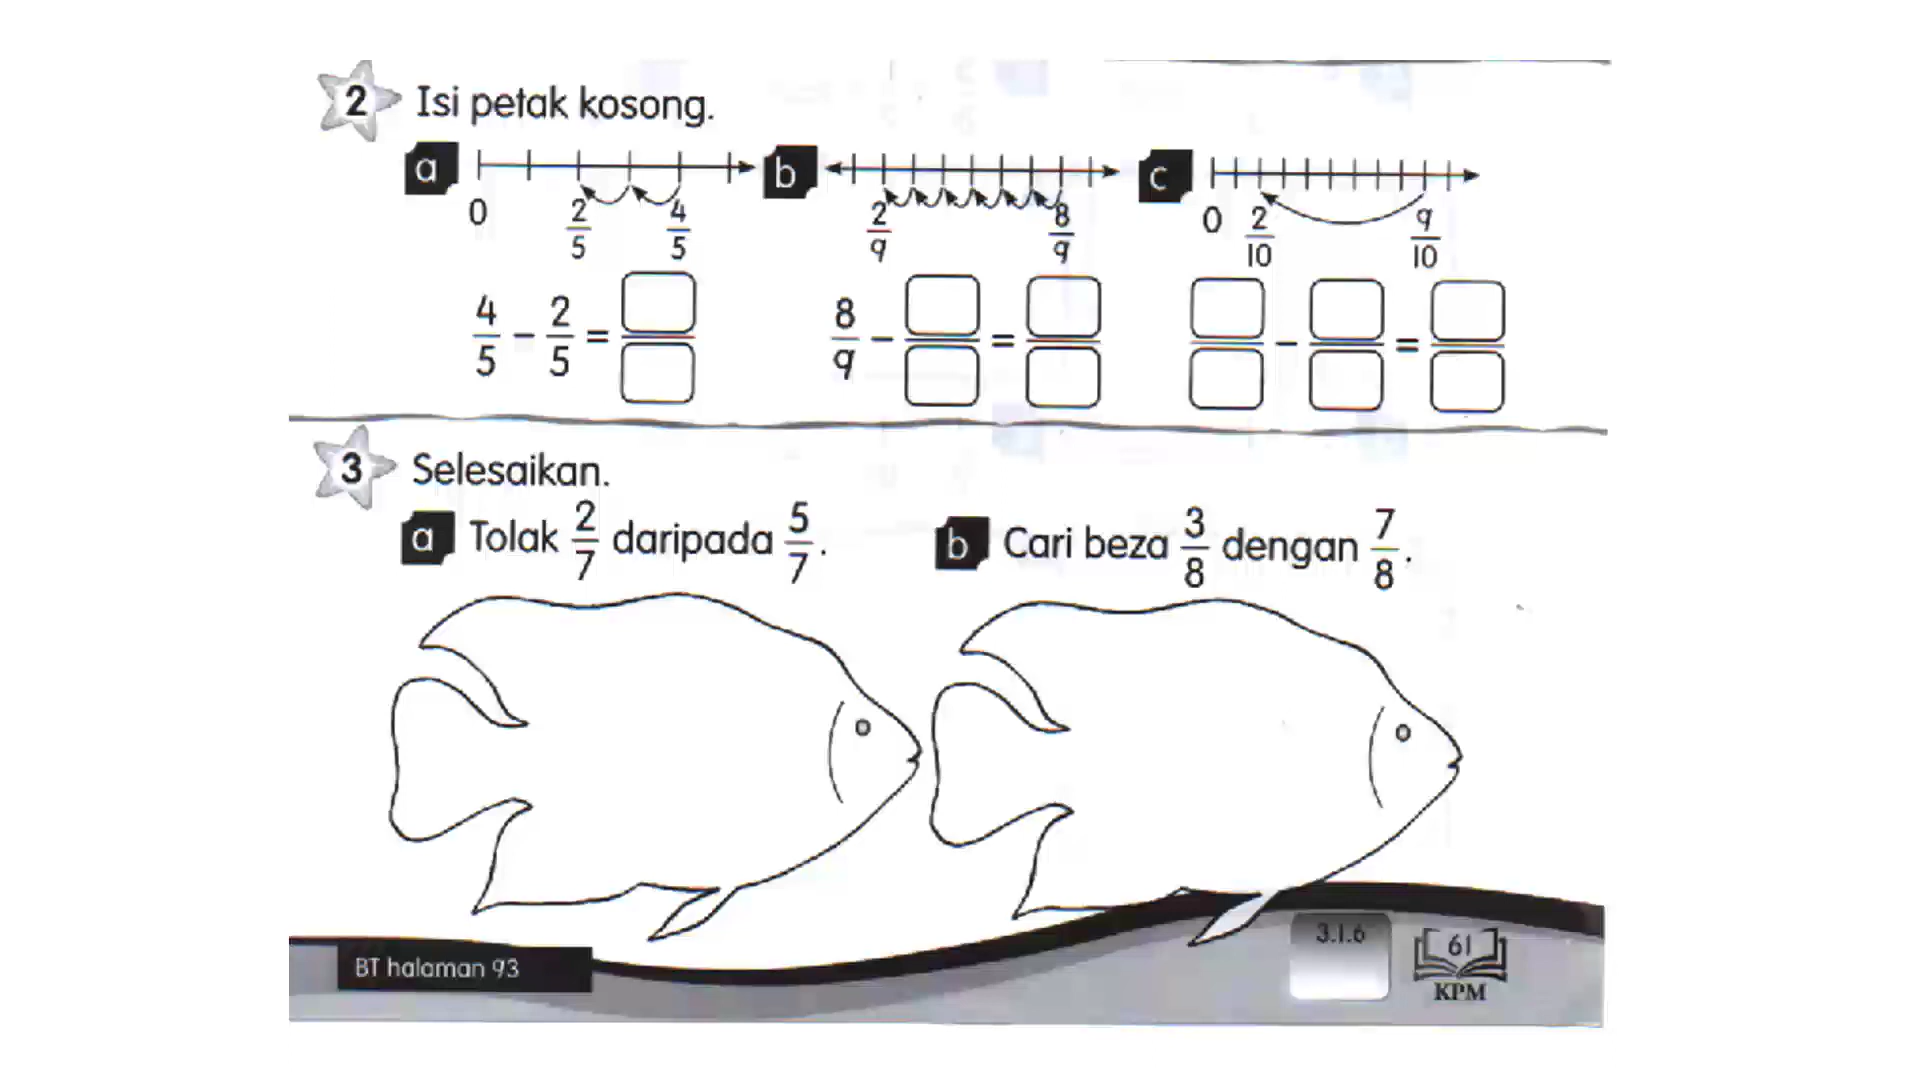 2 Isi petak kosong.
a b c
0 2/5 4/5 2/9 8/9 0 2/10 9/10
4/5 - 2/5 = 8/9 - = - =
3 Selesaikan.
a Tolak 2/7 daripada 5/7. b Cari beza 3/8 dengan 7/8.
BT halaman 93
3.1.6
61
KPM